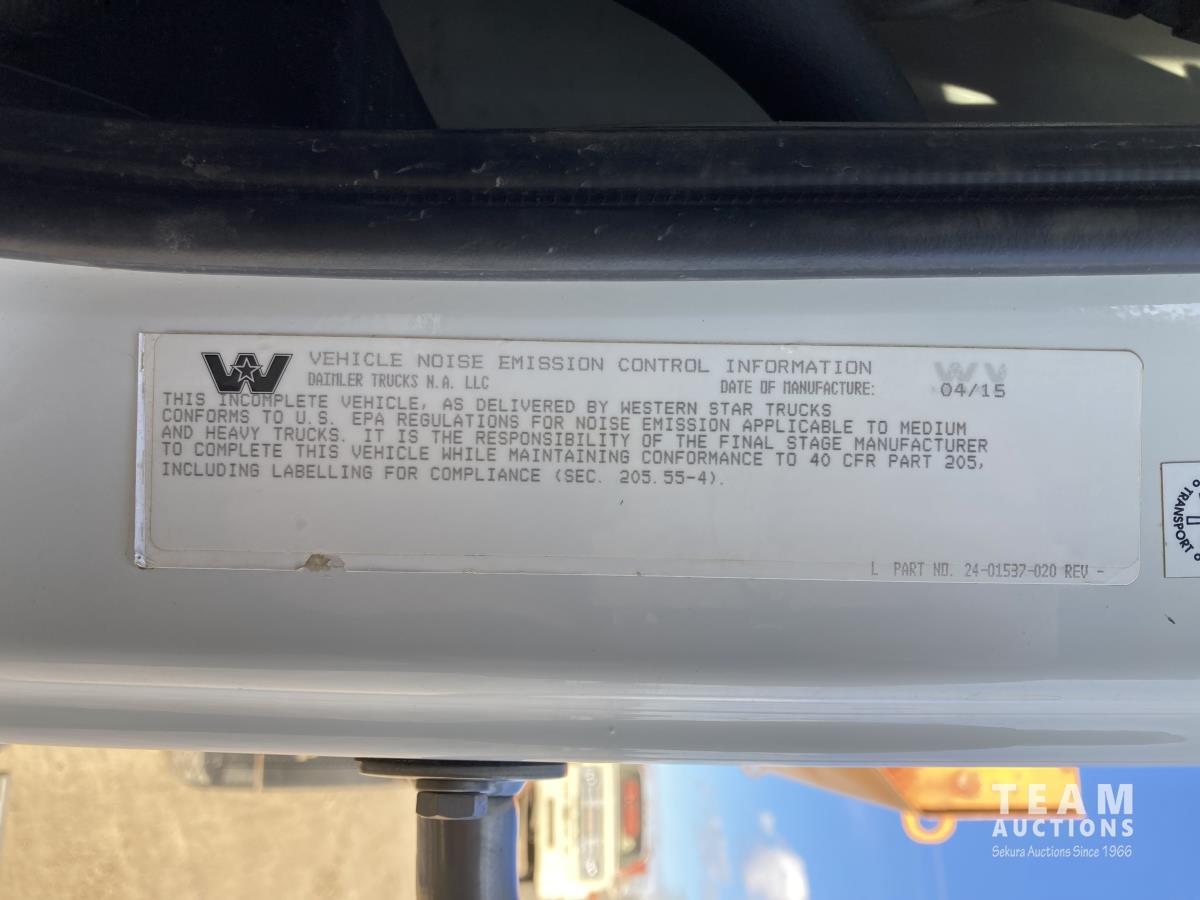 VEHICLE NOISE EMISSION CONTROL INFORMATION
DAIMLER TRUCKS N.A. LLC DATE OF MANUFACTURE: 04/15
THIS INCOMPLETE VEHICLE, AS DELIVERED BY WESTERN STAR TRUCKS
CONFORMS TO U.S. EPA REGULATIONS FOR NOISE EMISSION APPLICABLE TO MEDIUM
AND HEAVY TRUCKS. IT IS THE RESPONSIBILITY OF THE FINAL STAGE MANUFACTURER
TO COMPLETE THIS VEHICLE WHILE MAINTAINING CONFORMANCE TO 40 CFR PART 205,
INCLUDING LABELLING FOR COMPLIANCE (SEC. 205.55-4).
L PART NO. 24-01537-020 REV -
TRANSPORT
TEAM
AUCTIONS
Sekura Auctions Since 1966